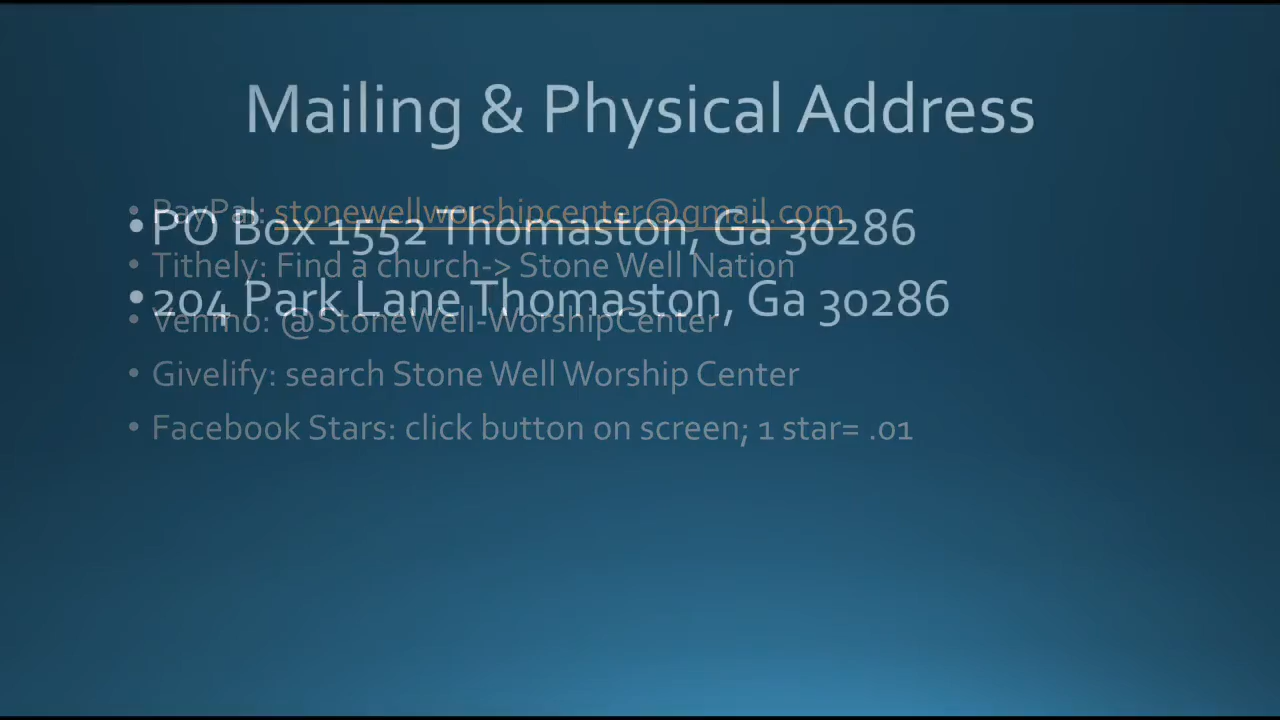 Mailing & Physical Address
• PayPal: stonewellworshipcenter@gmail.com
• PO Box 1552 Thomaston, Ga 30286
• Tithely: Find a church-> Stone Well Nation
• 204 Park Lane Thomaston, Ga 30286
• Venmo: @StoneWell-WorshipCenter
• Givelify: search Stone Well Worship Center
• Facebook Stars: click button on screen; 1 star= .01